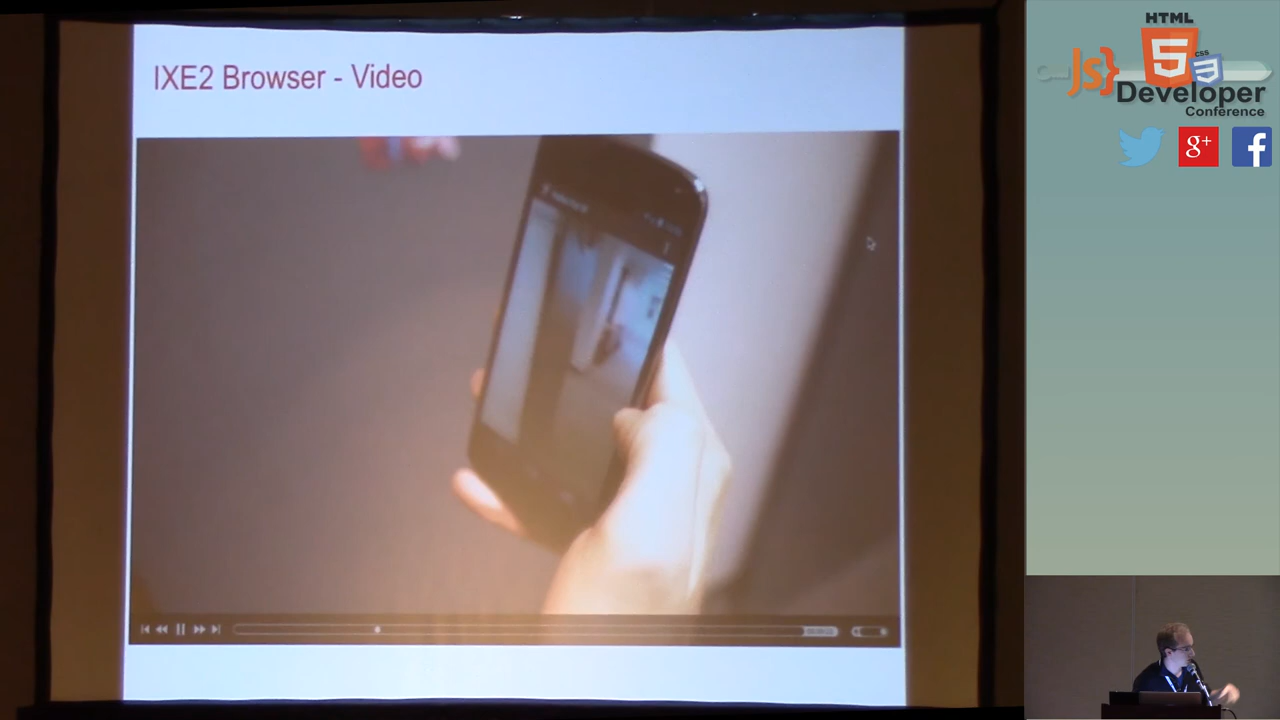 IXE2 Browser - Video
HTML
5
CSS
3
JS}
Developer
Conference
g+
f